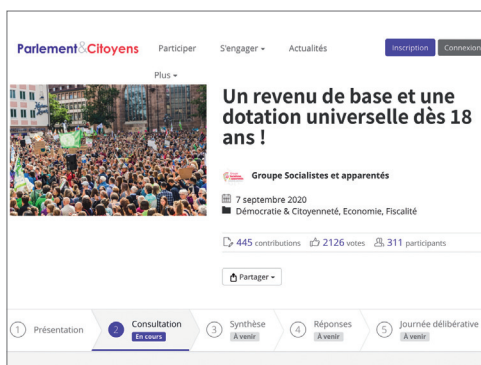 Parlement&Citoyens
Participer
S'engager
Actualités
Inscription
Connexion
Plus
Un revenu de base et une
dotation universelle dès 18
ans !
Groupe Socialistes et apparentés
7 septembre 2020
Démocratie & Citoyenneté, Economie, Fiscalité
445 contributions 2126 votes 311 participants
Partager
1 Présentation
2 Consultation
En cours
3 Synthèse
A venir
4 Réponses
A venir
5 Journée délibérative
A venir